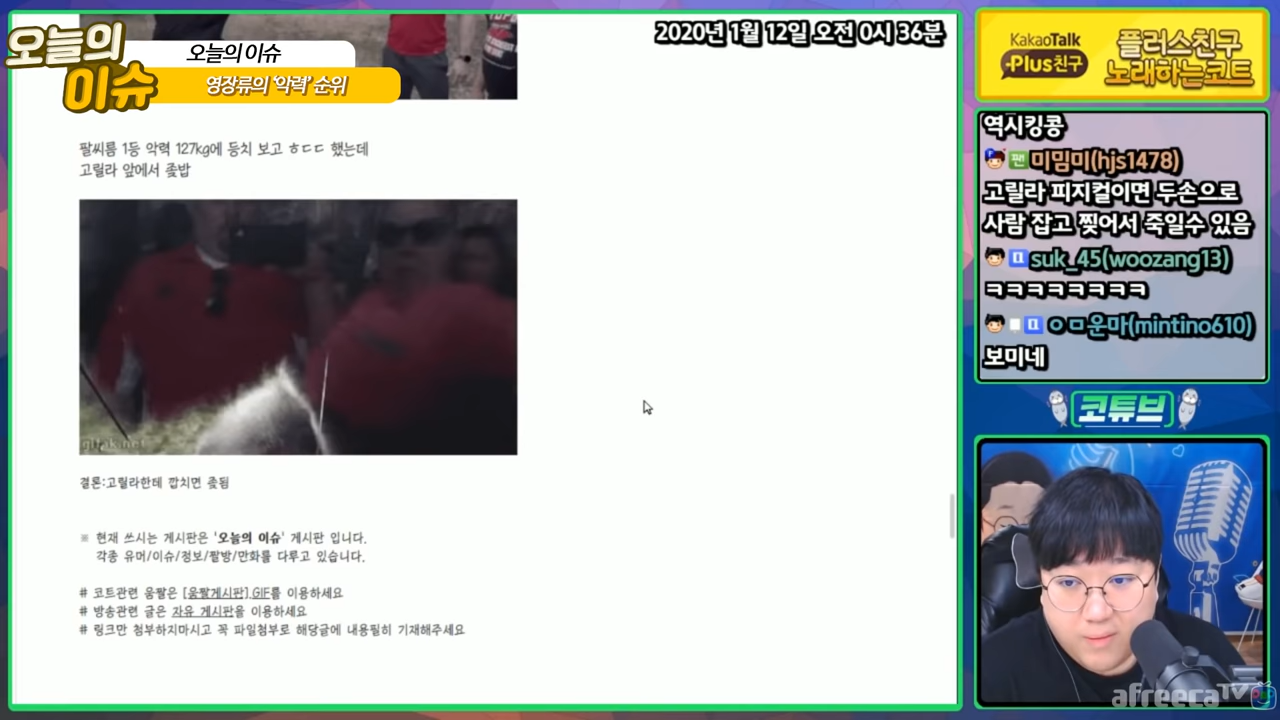 오늘의
이슈
오늘의 이슈
영장류의 '악력' 순위
2020년 1월 12일 오전 0시 36분
팔씨름 1등 악력 127kg에 등치 보고 ㅎㄷㄷ 했는데
고릴라 앞에서 좆밥
결론:고릴라한테 깝치면 좆됨
※ 현재 쓰시는 게시판은 '오늘의 이슈' 게시판 입니다.
각종 유머/이슈/정보/짤방/만화를 다루고 있습니다.
# 코트관련 움짤은 [움짤게시판] GIF를 이용하세요
# 방송관련 글은 자유 게시판을 이용하세요
# 링크만 첨부하지마시고 꼭 파일첨부로 해당글에 내용필히 기재해주세요
KakaoTalk
Plus친구
플러스친구
노래하는코트
역시킹콩
팬 미밈미(hjs1478)
고릴라 피지컬이면 두손으로
사람 잡고 찢어서 죽일수 있음
suk_45(woozang13)
ㅋㅋㅋㅋㅋㅋㅋㅋ
ㅇㅁ운마(mintino610)
보미네
코튜브
afreecaTV